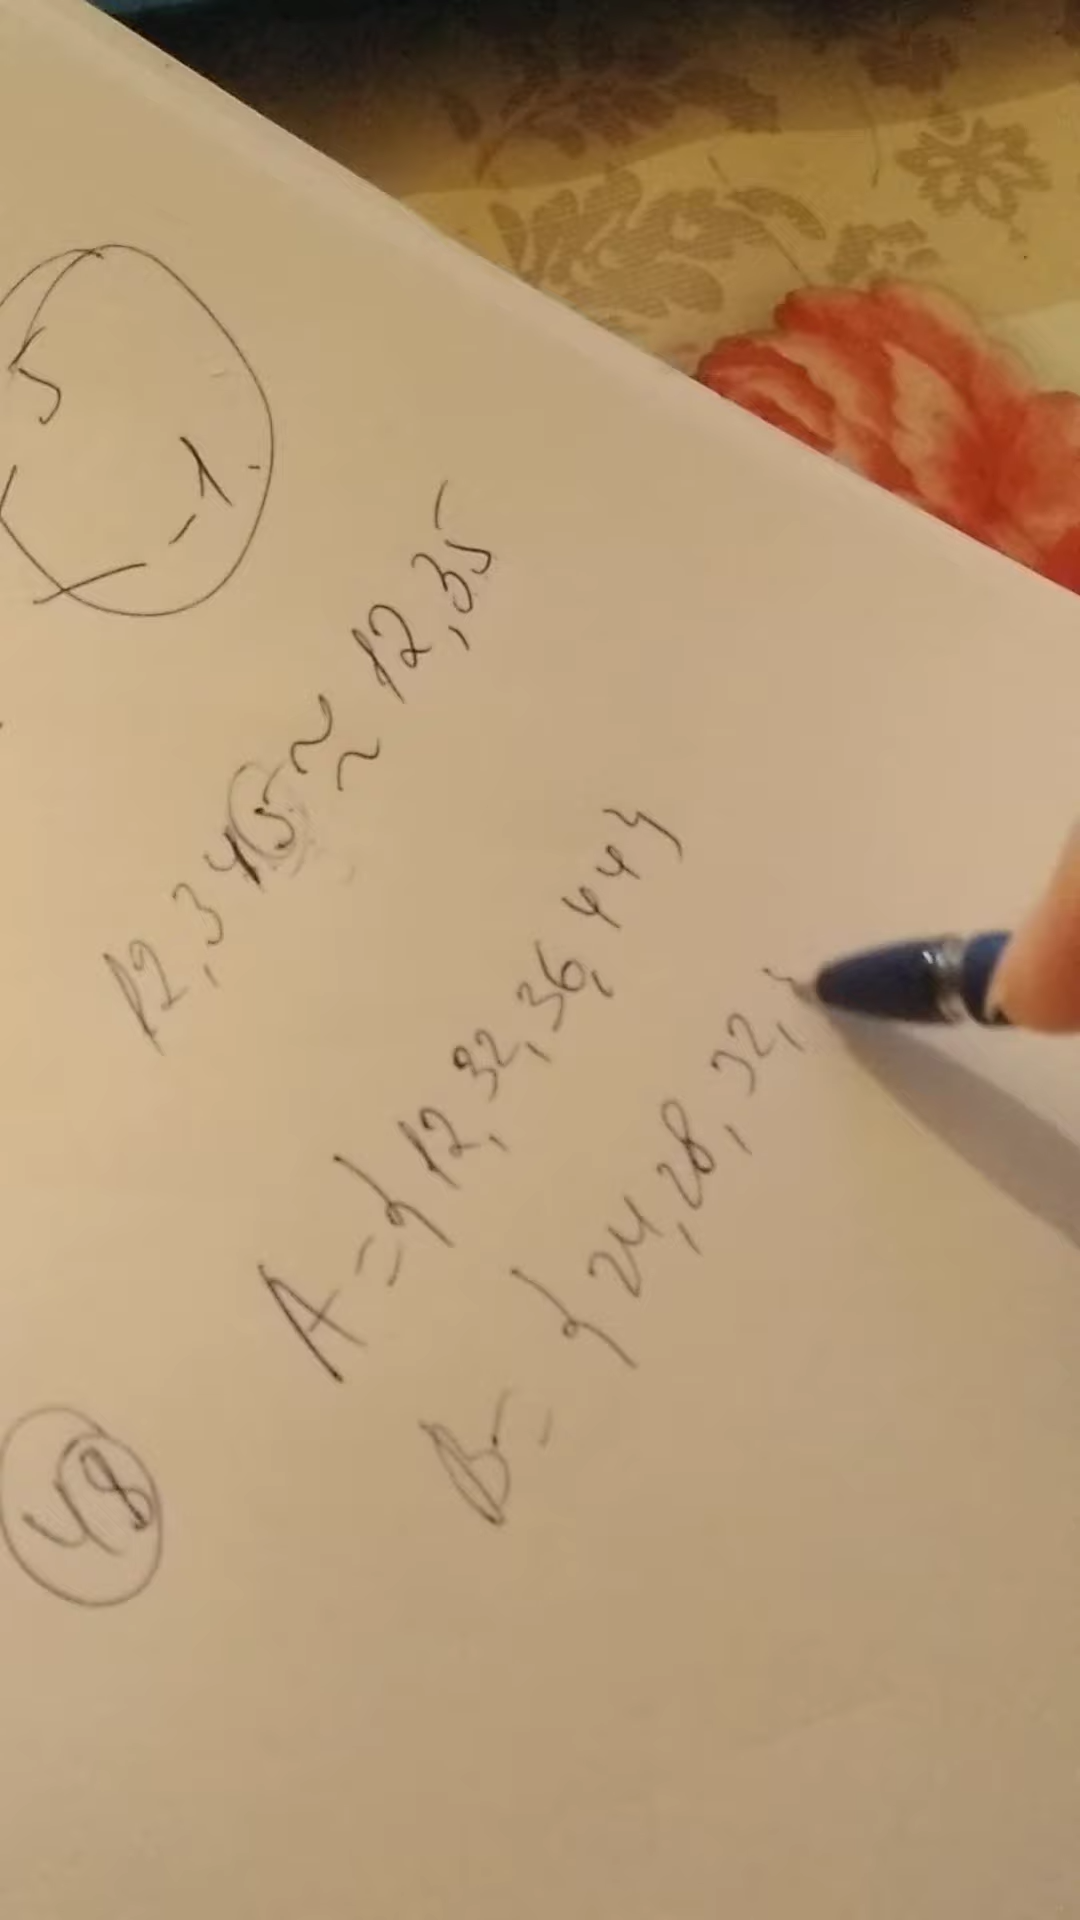 5
-1
12,345 ≈ 12,35
A = {12, 32, 36, 44}
B = {24, 28, 32,
48